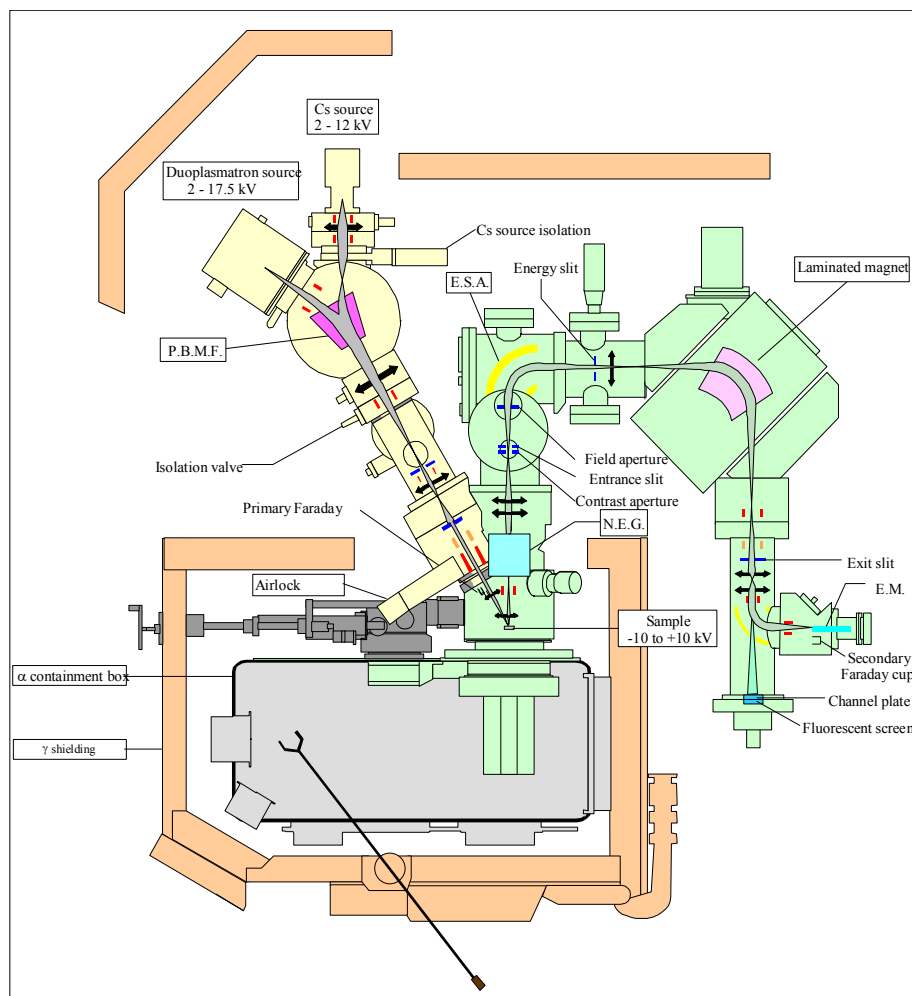 Cs source
2 - 12 kV
Duoplasmatron source
2 - 17.5 kV
Cs source isolation
Energy slit
E.S.A.
Laminated magnet
P.B.M.F.
Isolation valve
Field aperture
Entrance slit
Contrast aperture
Primary Faraday
N.E.G.
Exit slit
Airlock
E.M.
Sample
-10 to +10 kV
Secondary
Faraday cup
α containment box
Channel plate
Fluorescent screen
γ shielding